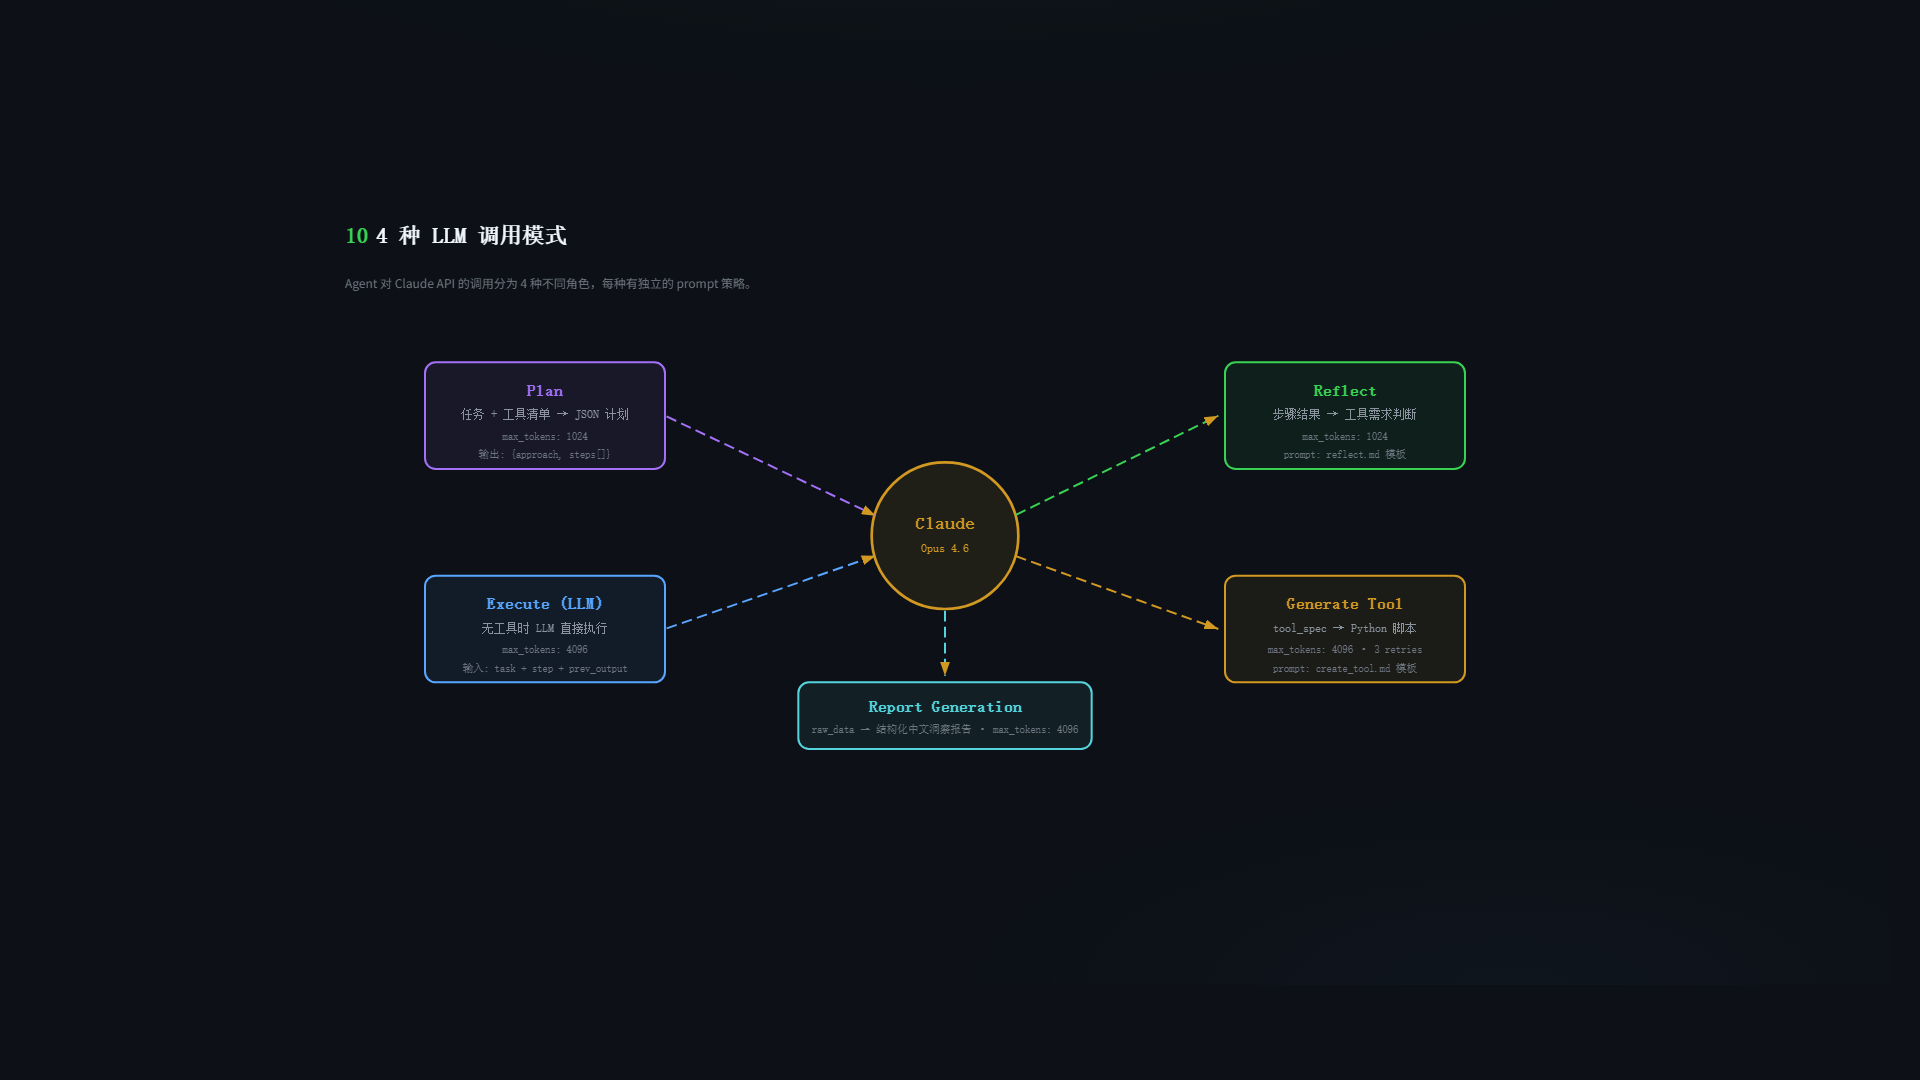 10 4 种 LLM 调用模式
Agent 对 Claude API 的调用分为 4 种不同角色，每种有独立的 prompt 策略。
Plan
任务 + 工具清单 → JSON 计划
max_tokens: 1024
输出: {approach, steps[]}
Reflect
步骤结果 → 工具需求判断
max_tokens: 1024
prompt: reflect.md 模板
Claude
Opus 4.6
Execute (LLM)
无工具时 LLM 直接执行
max_tokens: 4096
输入: task + step + prev_output
Generate Tool
tool_spec → Python 脚本
max_tokens: 4096 · 3 retries
prompt: create_tool.md 模板
Report Generation
raw_data → 结构化中文洞察报告 · max_tokens: 4096